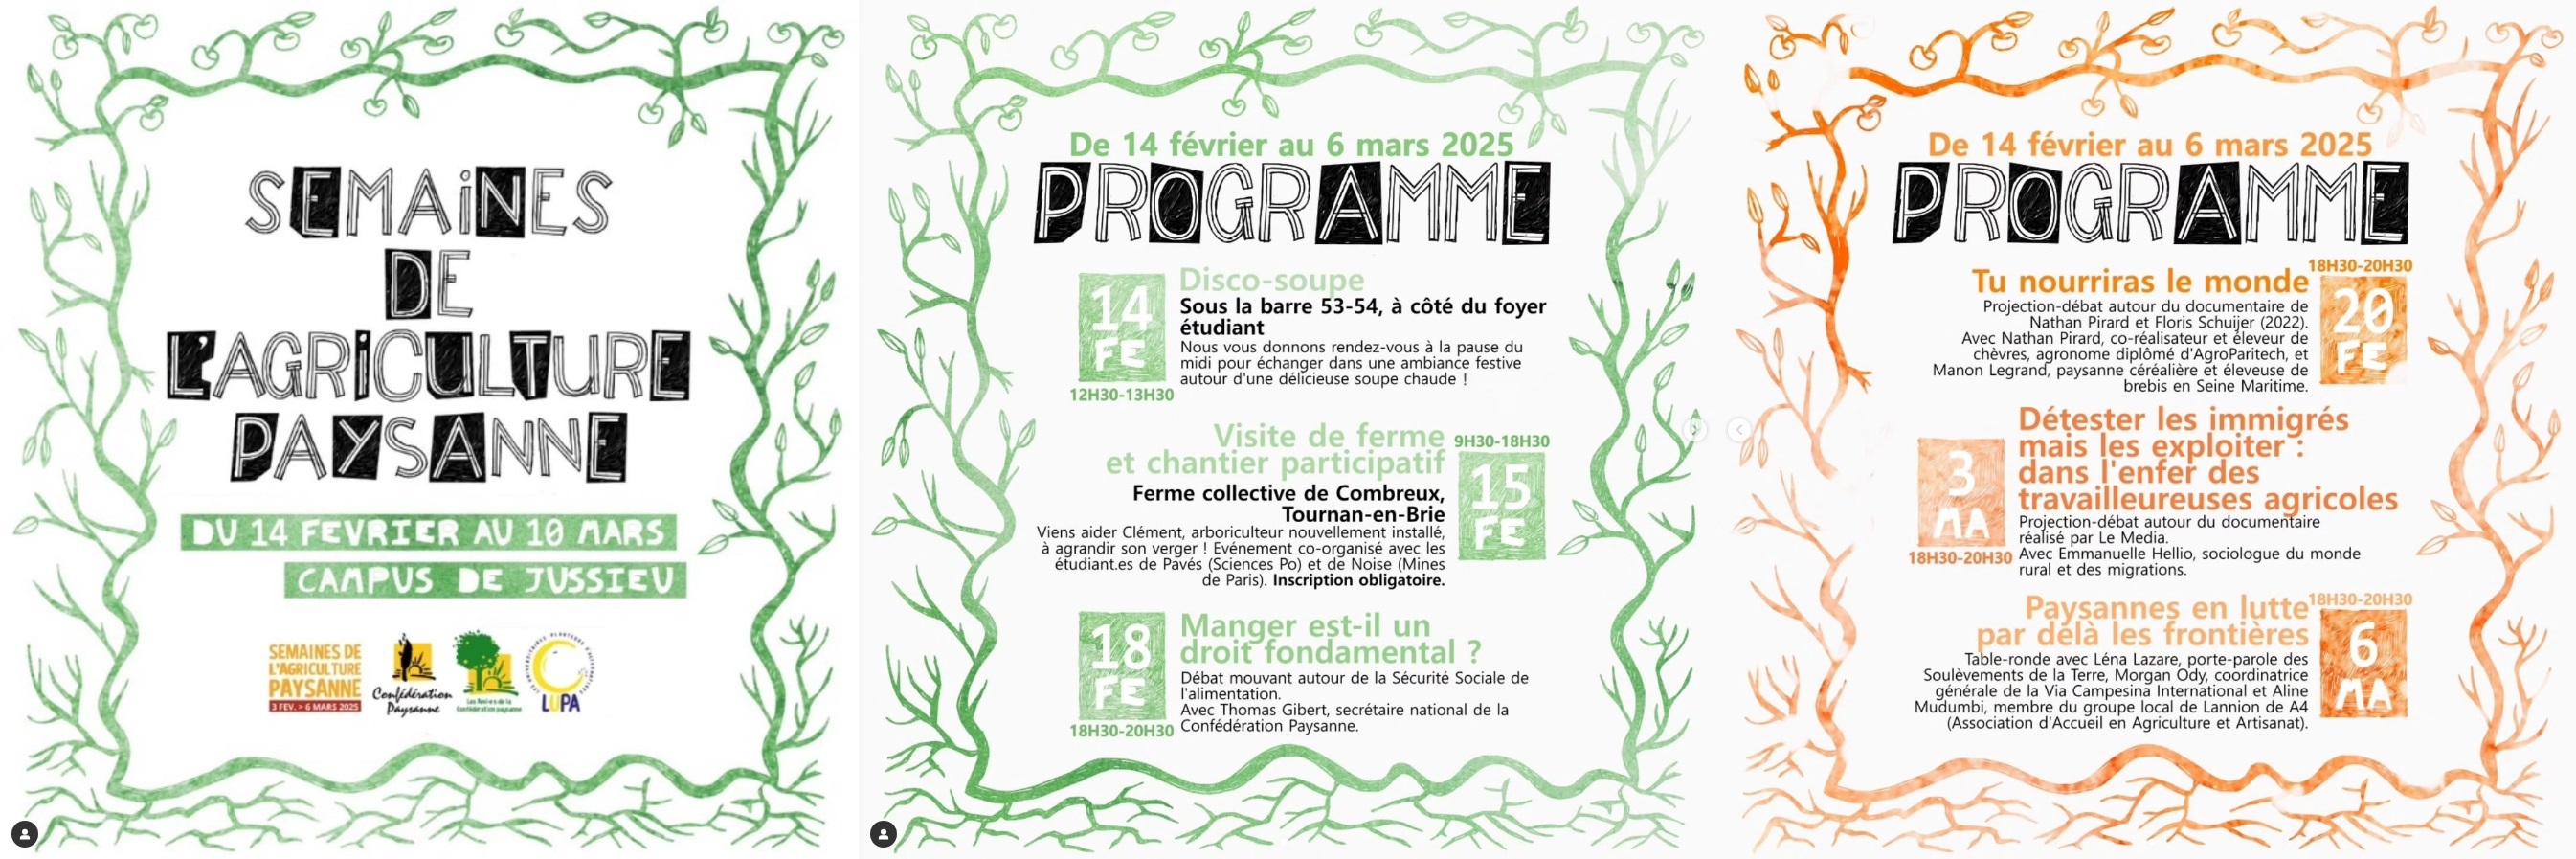 SEMAiNES
DE
L'AGRiCULTURE
PAYSANNE
DU 14 FEVRIER AU 10 MARS
CAMPUS DE JUSSIEU
SEMAINES DE
L'AGRICULTURE
PAYSANNE
3 FEV. > 6 MARS 2025
Confédération
Paysanne
Les Ami·e·s de la
Confédération paysanne
LUPA
De 14 février au 6 mars 2025
PROGRAMME
14
FE
12H30-13H30
Disco-soupe
Sous la barre 53-54, à côté du foyer
étudiant
Nous vous donnons rendez-vous à la pause du
midi pour échanger dans une ambiance festive
autour d'une délicieuse soupe chaude !
Visite de ferme
et chantier participatif
9H30-18H30
15
FE
Ferme collective de Combreux,
Tournan-en-Brie
Viens aider Clément, arboriculteur nouvellement installé,
à agrandir son verger ! Evénement co-organisé avec les
étudiant.es de Pavés (Sciences Po) et de Noise (Mines
de Paris). Inscription obligatoire.
18
FE
18H30-20H30
Manger est-il un
droit fondamental ?
Débat mouvant autour de la Sécurité Sociale de
l'alimentation.
Avec Thomas Gibert, secrétaire national de la
Confédération Paysanne.
De 14 février au 6 mars 2025
PROGRAMME
Tu nourriras le monde
18H30-20H30
20
FE
Projection-débat autour du documentaire de
Nathan Pirard et Floris Schuijer (2022).
Avec Nathan Pirard, co-réalisateur et éleveur de
chèvres, agronome diplômé d'AgroParitech, et
Manon Legrand, paysanne céréalière et éleveuse de
brebis en Seine Maritime.
3
MA
18H30-20H30
Détester les immigrés
mais les exploiter :
dans l'enfer des
travailleureuses agricoles
Projection-débat autour du documentaire
réalisé par Le Media.
Avec Emmanuelle Hellio, sociologue du monde
rural et des migrations.
Paysannes en lutte
par délà les frontières
18H30-20H30
6
MA
Table-ronde avec Léna Lazare, porte-parole des
Soulèvements de la Terre, Morgan Ody, coordinatrice
générale de la Via Campesina International et Aline
Mudumbi, membre du groupe local de Lannion de A4
(Association d'Accueil en Agriculture et Artisanat).